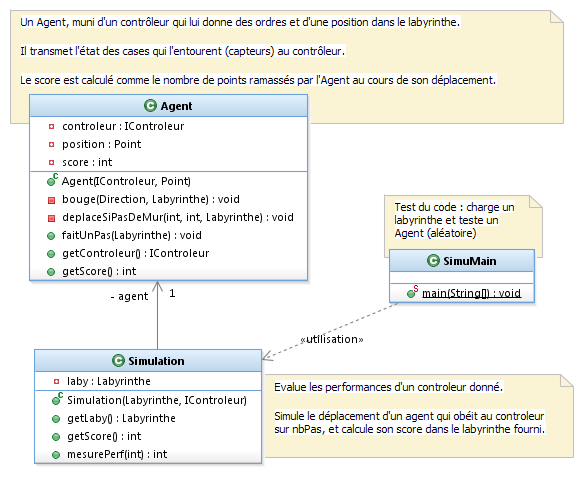 Un Agent, muni d'un contrôleur qui lui donne des ordres et d'une position dans le labyrinthe.
Il transmet l'état des cases qui l'entourent (capteurs) au contrôleur.
Le score est calculé comme le nombre de points ramassés par l'Agent au cours de son déplacement.
Agent
controleur : IControleur
position : Point
score : int
Agent(IControleur, Point)
bouge(Direction, Labyrinthe) : void
deplaceSiPasDeMur(int, int, Labyrinthe) : void
faitUnPas(Labyrinthe) : void
getControleur() : IControleur
getScore() : int
Test du code : charge un
labyrinthe et teste un
Agent (aléatoire)
SimuMain
main(String[]) : void
- agent
1
«utilisation»
Simulation
laby : Labyrinthe
Simulation(Labyrinthe, IControleur)
getLaby() : Labyrinthe
getScore() : int
mesurePerf(int) : int
Evalue les performances d'un controleur donné.
Simule le déplacement d'un agent qui obéit au controleur
sur nbPas, et calcule son score dans le labyrinthe fourni.